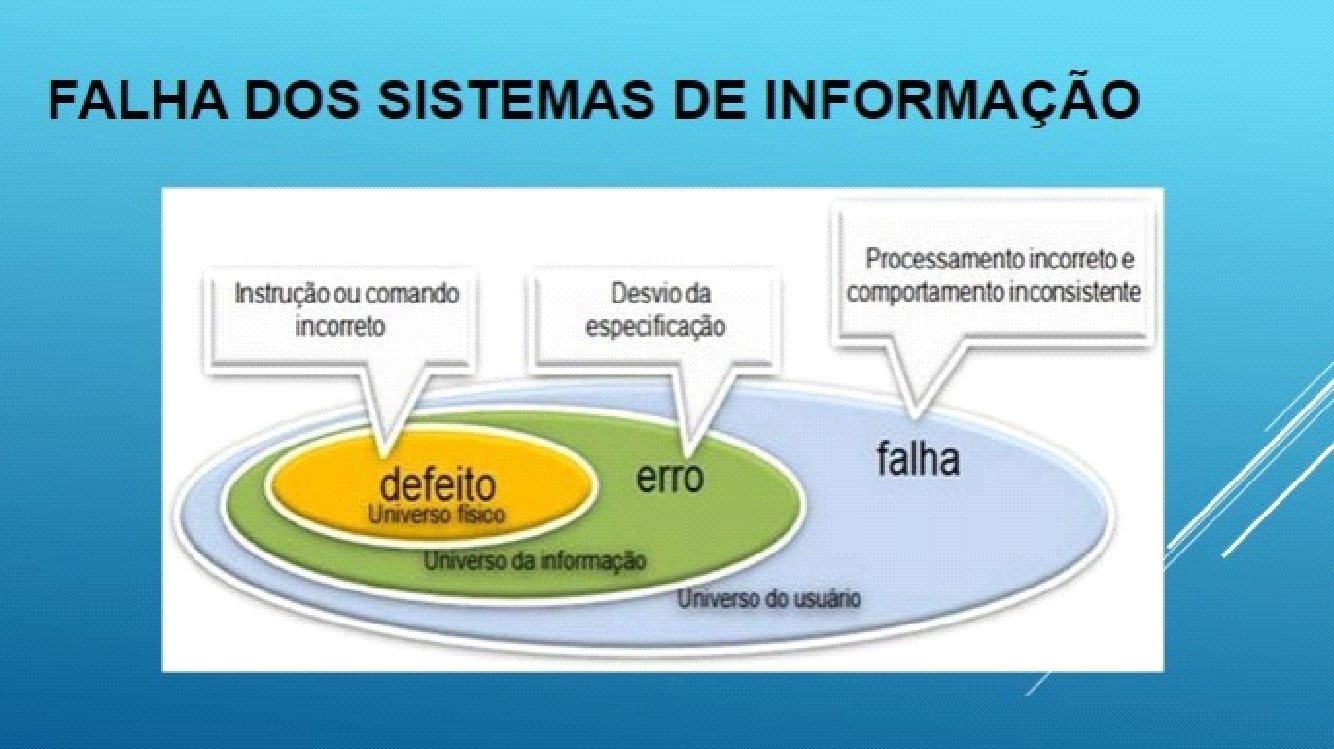 FALHA DOS SISTEMAS DE INFORMAÇÃO
Instrução ou comando
incorreto
Desvio da
especificação
Processamento incorreto e
comportamento inconsistente
defeito
Universo físico
erro
Universo da informação
falha
Universo do usuário